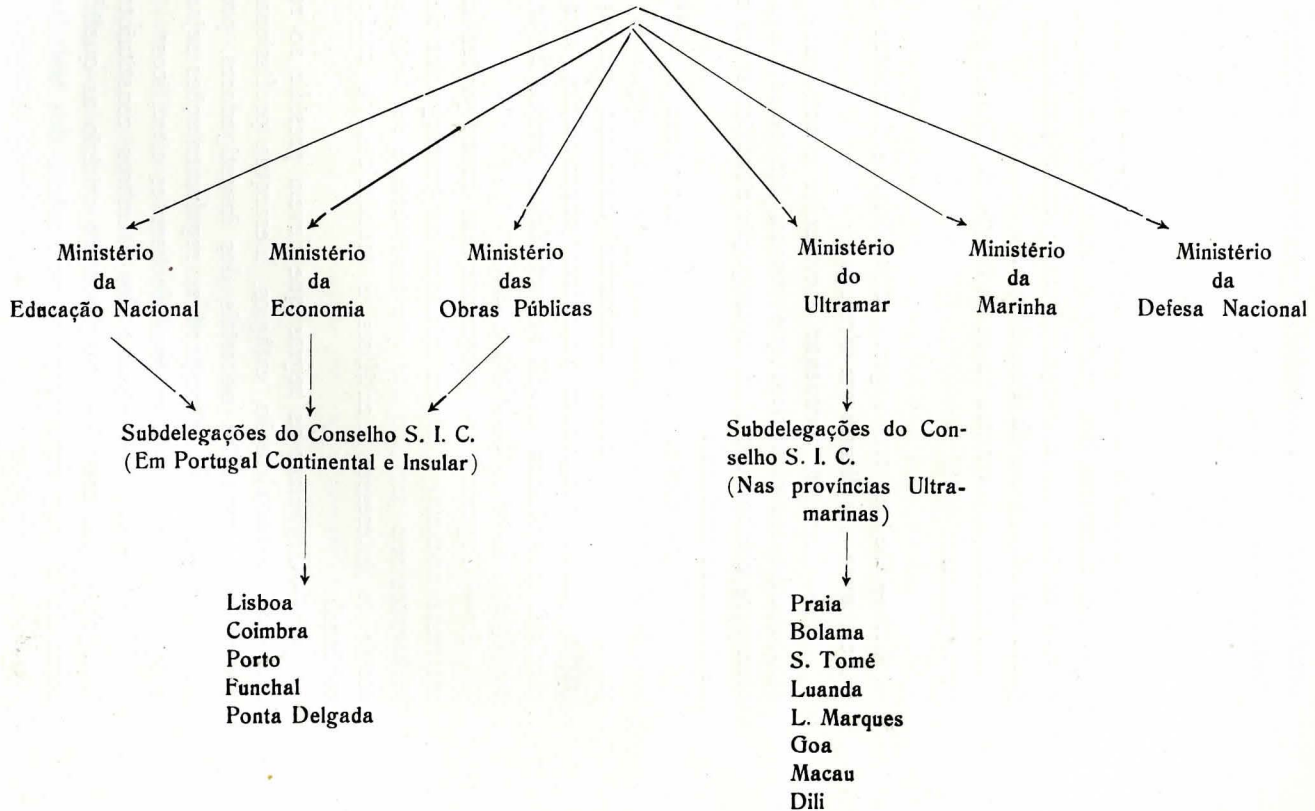 Ministério
da
Educação Nacional
Ministério
da
Economia
Ministério
das
Obras Públicas
Ministério
do
Ultramar
Ministério
da
Marinha
Ministério
da
Defesa Nacional
Subdelegações do Conselho S. I. C.
(Em Portugal Continental e Insular)
Subdelegações do Con-
selho S. I. C.
(Nas províncias Ultra-
marinas)
Lisboa
Coimbra
Porto
Funchal
Ponta Delgada
Praia
Bolama
S. Tomé
Luanda
L. Marques
Goa
Macau
Dili